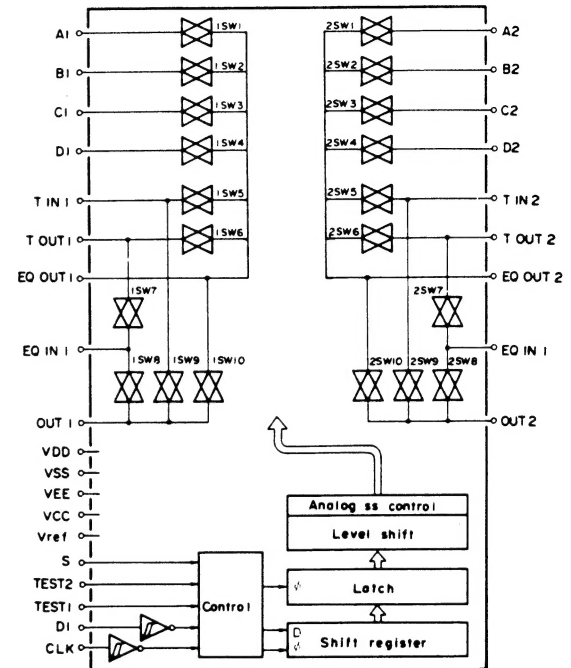 A1 1SW1 2SW1 A2
B1 1SW2 2SW2 B2
C1 1SW3 2SW3 C2
D1 1SW4 2SW4 D2
T IN 1 1SW5 2SW5 T IN 2
T OUT 1 1SW6 2SW6 T OUT 2
EQ OUT 1 EQ OUT 2
1SW7 2SW7
EQ IN 1 EQ IN 1
1SW8 1SW9 1SW10 2SW10 2SW9 2SW8
OUT 1 OUT 2
VDD
VSS
VEE
VCC
Vref
Analog ss control
Level shift
S
TEST2
TEST1
DI
CLK
Control
ϕ Latch
D
ϕ
Shift register